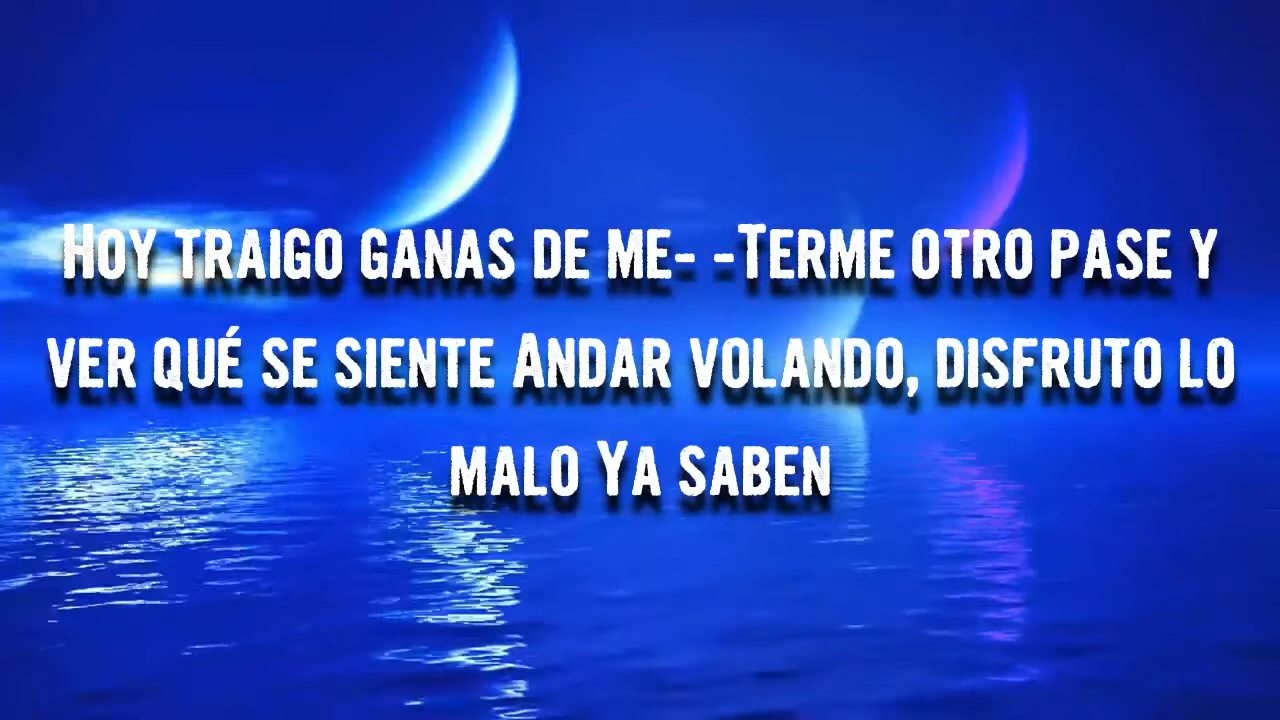 Hoy traigo ganas de me- -Terme otro pase y
ver qué se siente Andar volando, disfruto lo
malo Ya saben